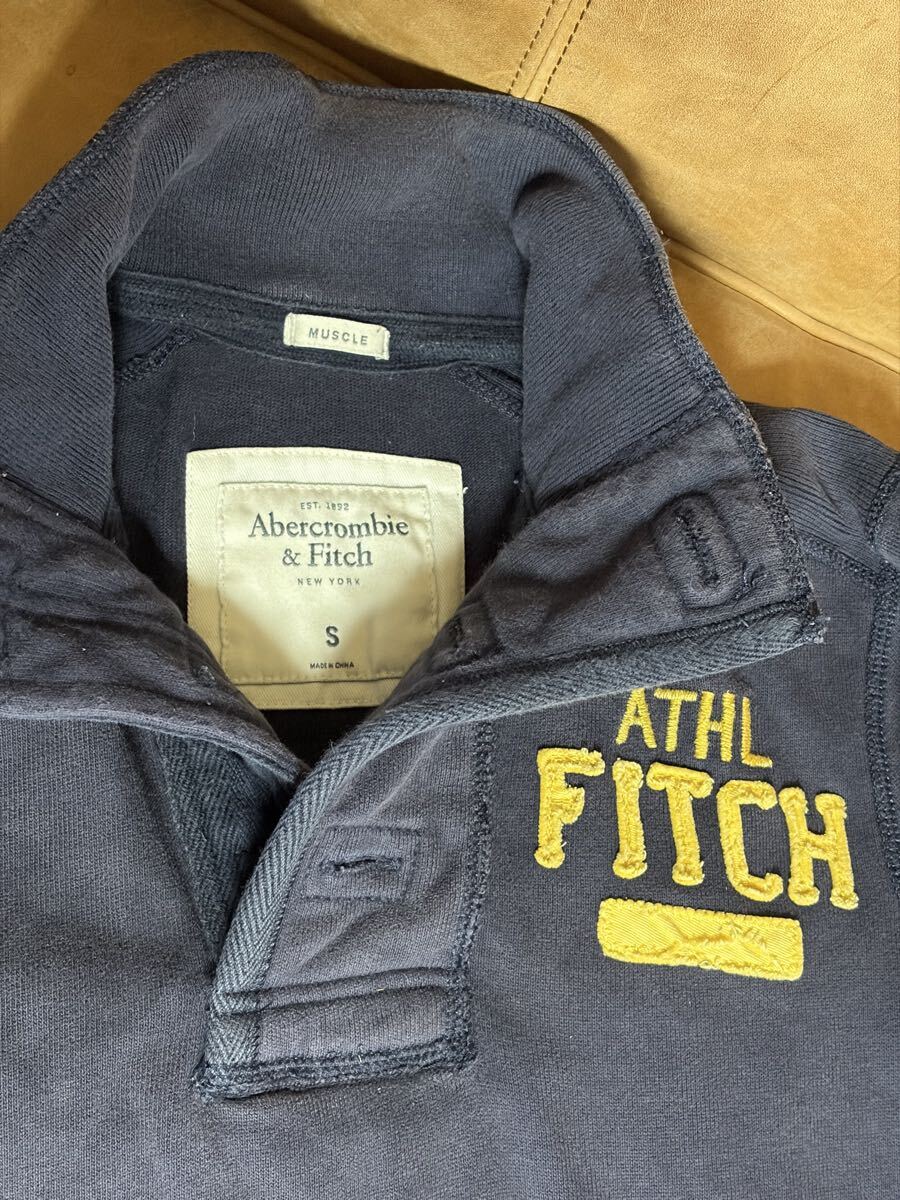 MUSCLE
EST. 1892
Abercrombie
& Fitch
NEW YORK
S
MADE IN CHINA
ATHL
FITCH